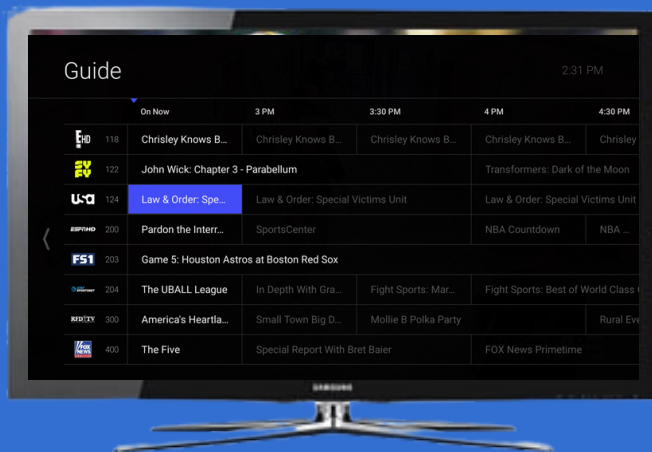 Guide
2:31 PM
On Now 3 PM 3:30 PM 4 PM 4:30 PM
E! HD 118 Chrisley Knows B... Chrisley Knows B... Chrisley Knows B... Chrisley Knows B... Chrisley
SYFY 122 John Wick: Chapter 3 - Parabellum Transformers: Dark of the Moon
usa 124 Law & Order: Spe... Law & Order: Special Victims Unit Law & Order: Special Victims Unit
ESPN HD 200 Pardon the Interr... SportsCenter NBA Countdown NBA ...
FS1 203 Game 5: Houston Astros at Boston Red Sox
204 The UBALL League In Depth With Gra... Fight Sports: Mar... Fight Sports: Best of World Class
RFD TV 300 America's Heartla... Small Town Big D... Mollie B Polka Party Rural Eve
FOX NEWS 400 The Five Special Report With Bret Baier FOX News Primetime
SAMSUNG